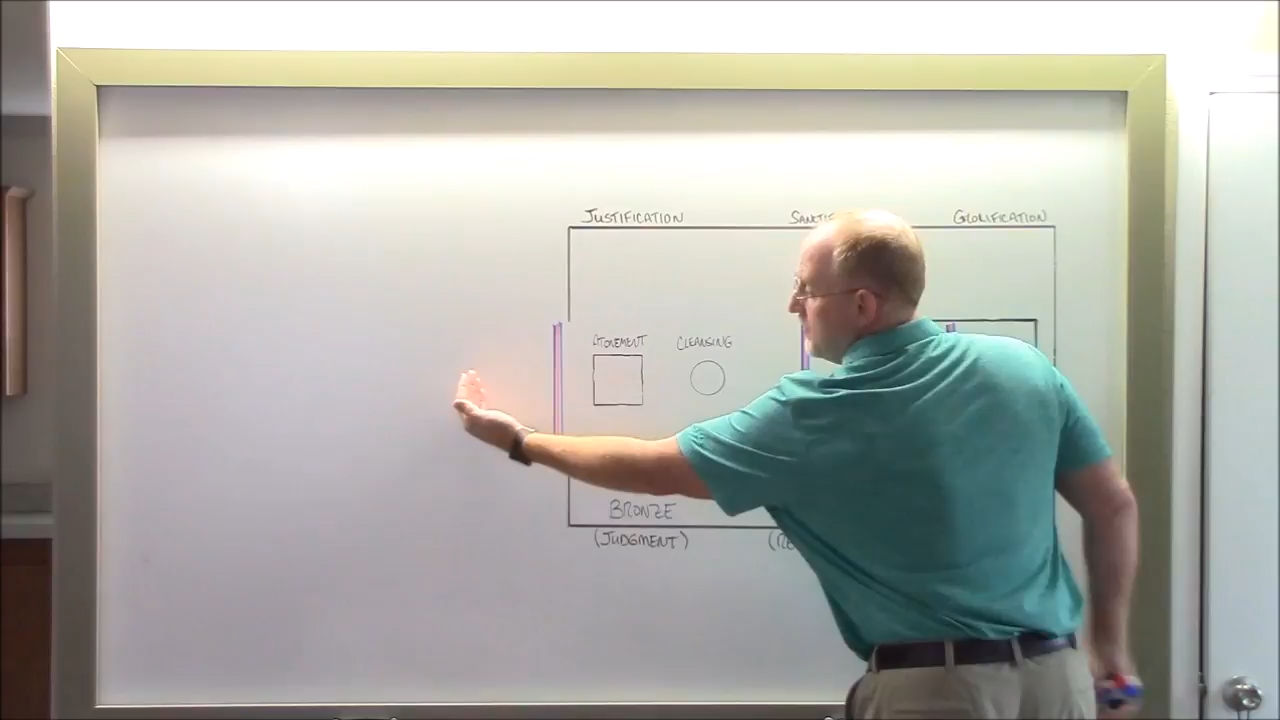 JUSTIFICATION
GLORIFICATION
ATONEMENT CLEANSING
BRONZE
(JUDGMENT)